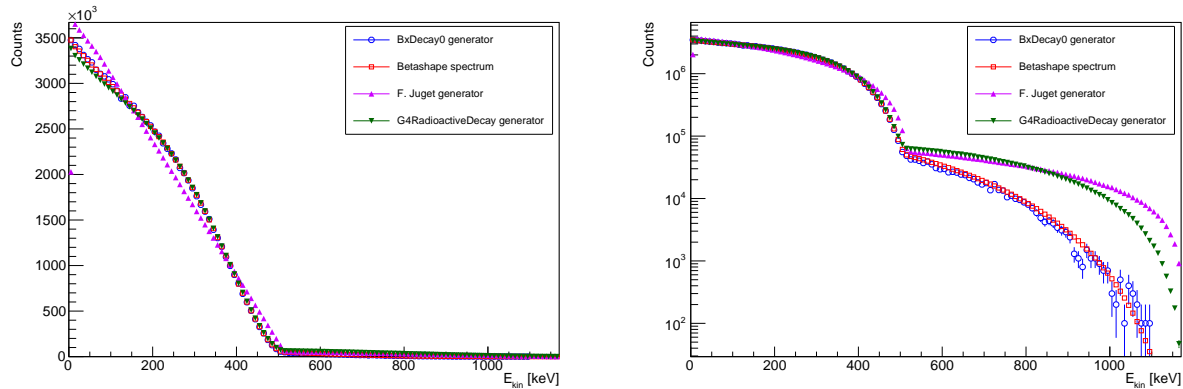 ×10³
Counts
3500
3000
2500
2000
1500
1000
500
0
0 200 400 600 800 1000
E_kin [keV]
BxDecay0 generator
Betashape spectrum
F. Juget generator
G4RadioactiveDecay generator
Counts
10⁶
10⁵
10⁴
10³
10²
0 200 400 600 800 1000
E_kin [keV]
BxDecay0 generator
Betashape spectrum
F. Juget generator
G4RadioactiveDecay generator